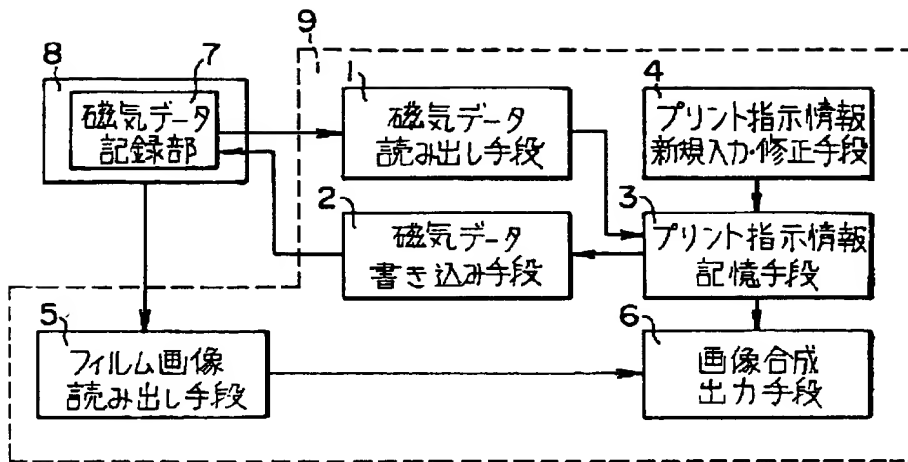 9
8
7
磁気データ
記録部
1
磁気データ
読み出し手段
4
プリント指示情報
新規入力・修正手段
2
磁気データ
書き込み手段
3
プリント指示情報
記憶手段
5
フィルム画像
読み出し手段
6
画像合成
出力手段